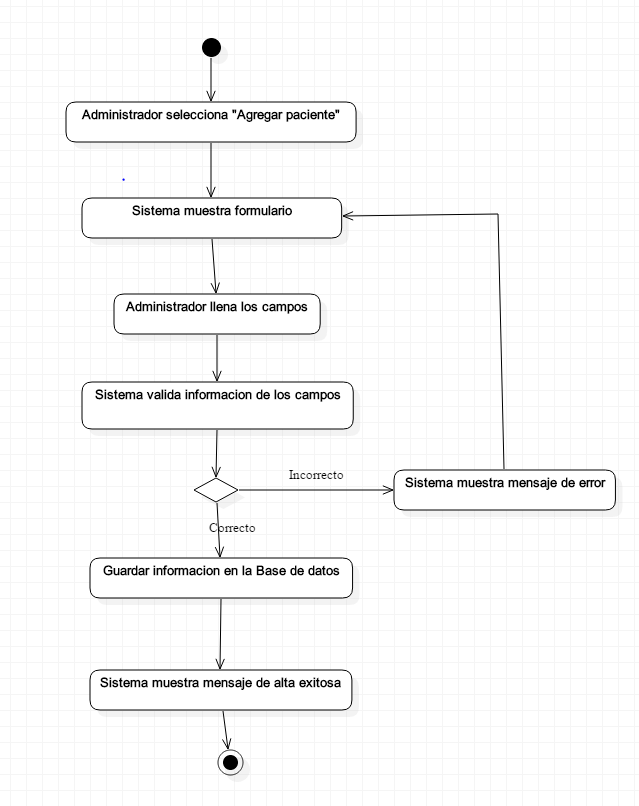 Administrador selecciona "Agregar paciente"
Sistema muestra formulario
Administrador llena los campos
Sistema valida informacion de los campos
Incorrecto
Sistema muestra mensaje de error
Correcto
Guardar informacion en la Base de datos
Sistema muestra mensaje de alta exitosa